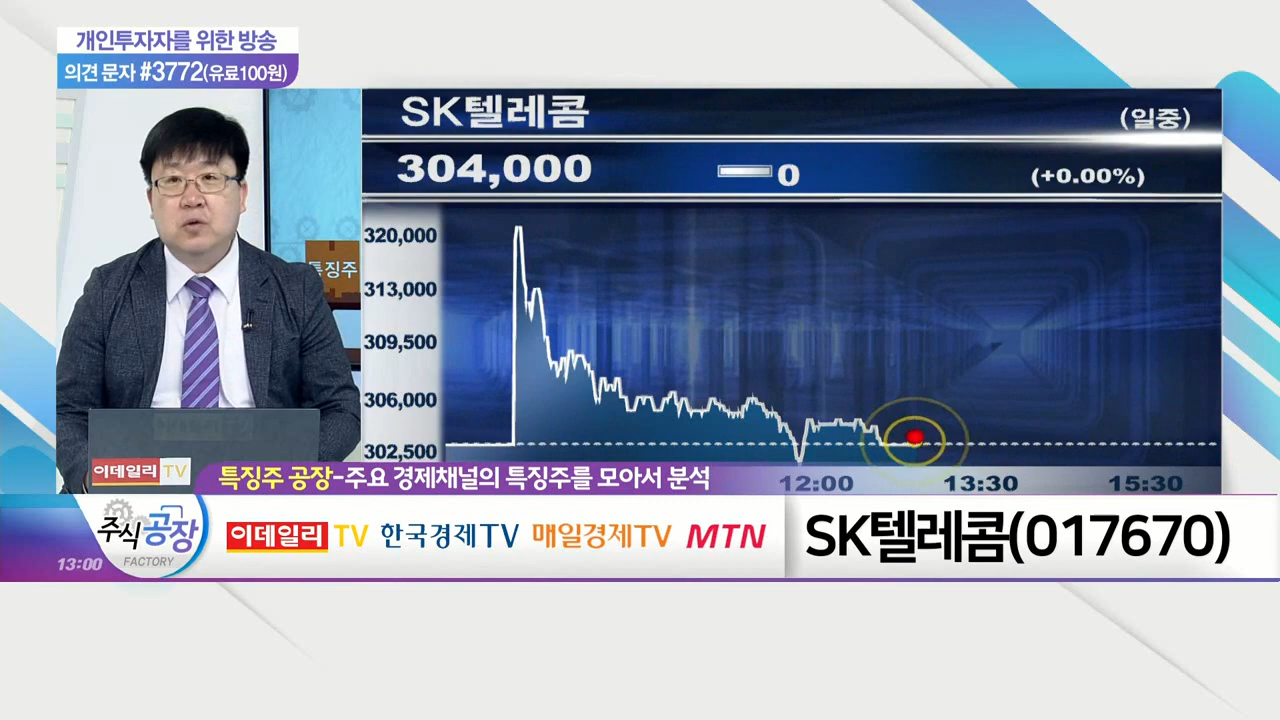 개인투자자를 위한 방송
의견 문자 #3772(유료100원)
SK텔레콤
(일중)
304,000
0
(+0.00%)
특징주
320,000
313,000
309,500
306,000
302,500
12:00
13:30
15:30
이데일리 TV
특징주 공장-주요 경제채널의 특징주를 모아서 분석
주식공장
FACTORY
13:00
이데일리 TV 한국경제TV 매일경제TV MTN
SK텔레콤(017670)